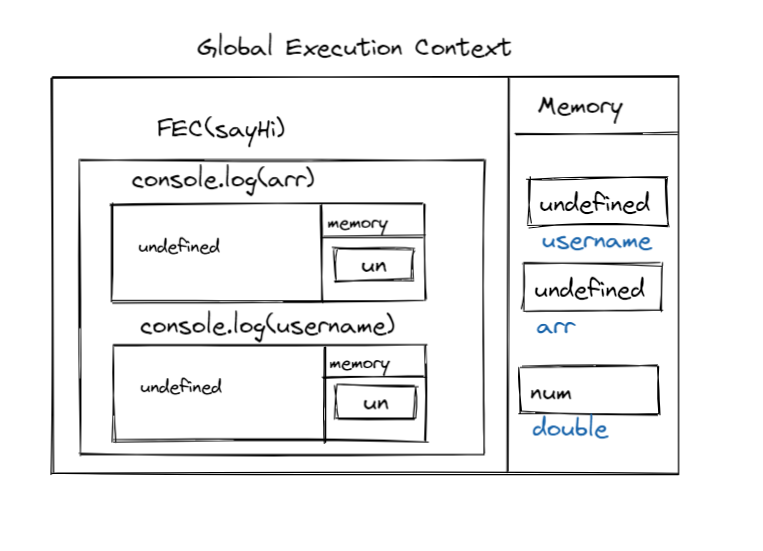 Global Execution Context
FEC(sayHi)
console.log(arr)
undefined
memory
un
console.log(username)
undefined
memory
un
Memory
undefined
username
undefined
arr
num
double